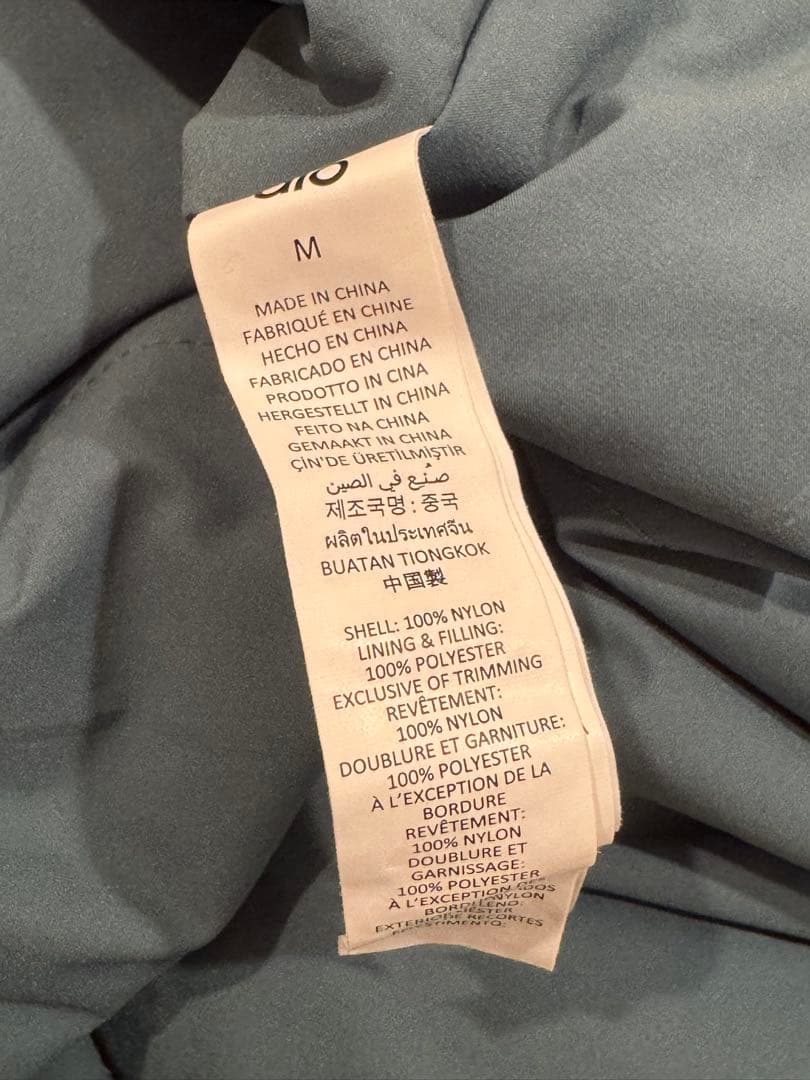 alo
M
MADE IN CHINA
FABRIQUÉ EN CHINE
HECHO EN CHINA
FABRICADO EN CHINA
PRODOTTO IN CINA
HERGESTELLT IN CHINA
FEITO NA CHINA
GEMAAKT IN CHINA
ÇİN'DE ÜRETİLMİŞTİR
صُنع في الصين
제조국명 : 중국
ผลิตในประเทศจีน
BUATAN TIONGKOK
中国製
SHELL: 100% NYLON
LINING & FILLING:
100% POLYESTER
EXCLUSIVE OF TRIMMING
REVÊTEMENT:
100% NYLON
DOUBLURE ET GARNITURE:
100% POLYESTER
À L'EXCEPTION DE LA
BORDURE
REVÊTEMENT:
100% NYLON
DOUBLURE ET
GARNISSAGE:
100% POLYESTER
À L'EXCEPTION